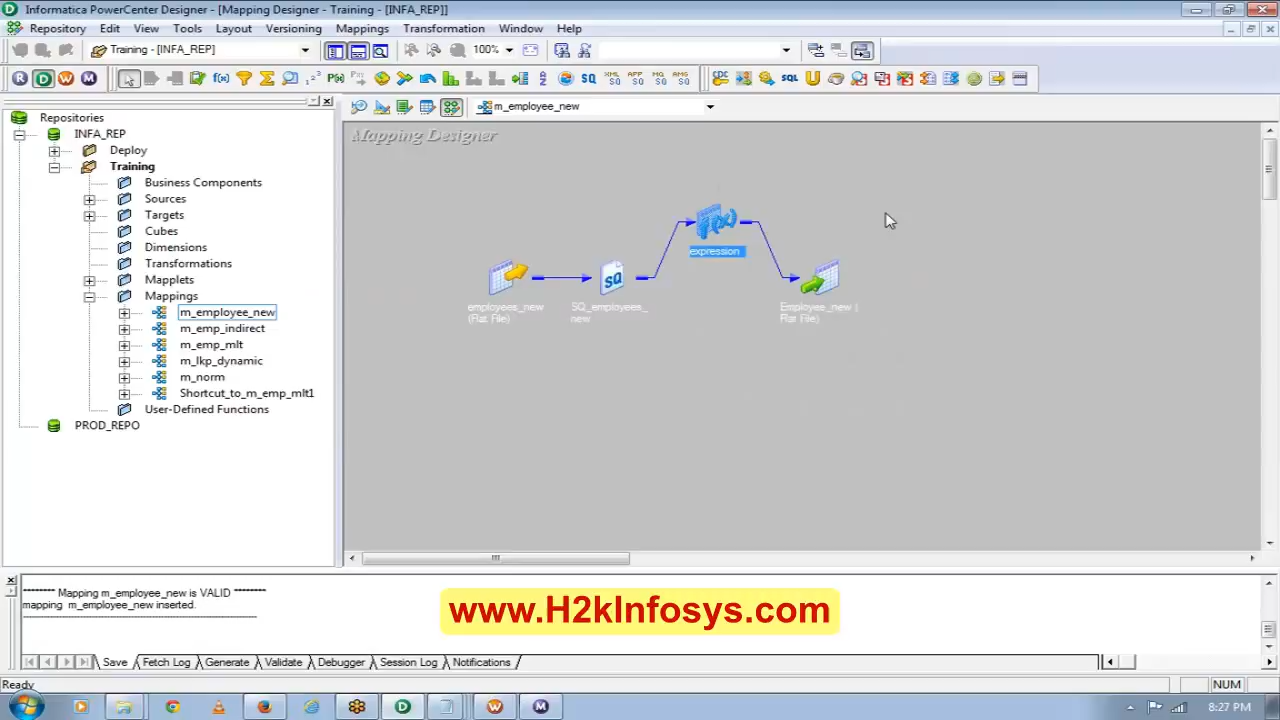 Informatica PowerCenter Designer - [Mapping Designer - Training - [INFA_REP]]
Repository Edit View Tools Layout Versioning Mappings Transformation Window Help
Training - [INFA_REP]
100%
m_employee_new
Repositories
INFA_REP
Deploy
Training
Business Components
Sources
Targets
Cubes
Dimensions
Transformations
Mapplets
Mappings
m_employee_new
m_emp_indirect
m_emp_mlt
m_lkp_dynamic
m_norm
Shortcut_to_m_emp_mlt1
User-Defined Functions
PROD_REPO
Mapping Designer
expression
employees_new
(Flat File)
SQ_employees_
new
Employee_new (
Flat File)
-------- Mapping m_employee_new is VALID --------
mapping m_employee_new inserted.
www.H2kInfosys.com
Save Fetch Log Generate Validate Debugger Session Log Notifications
Ready
NUM
8:27 PM